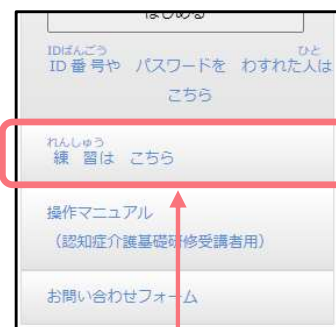 はじめる
IDばんごう ひと
ID 番号や パスワードを わすれた人は
こちら
れんしゅう
練 習は こちら
操作マニュアル
（認知症介護基礎研修受講者用）
お問い合わせフォーム